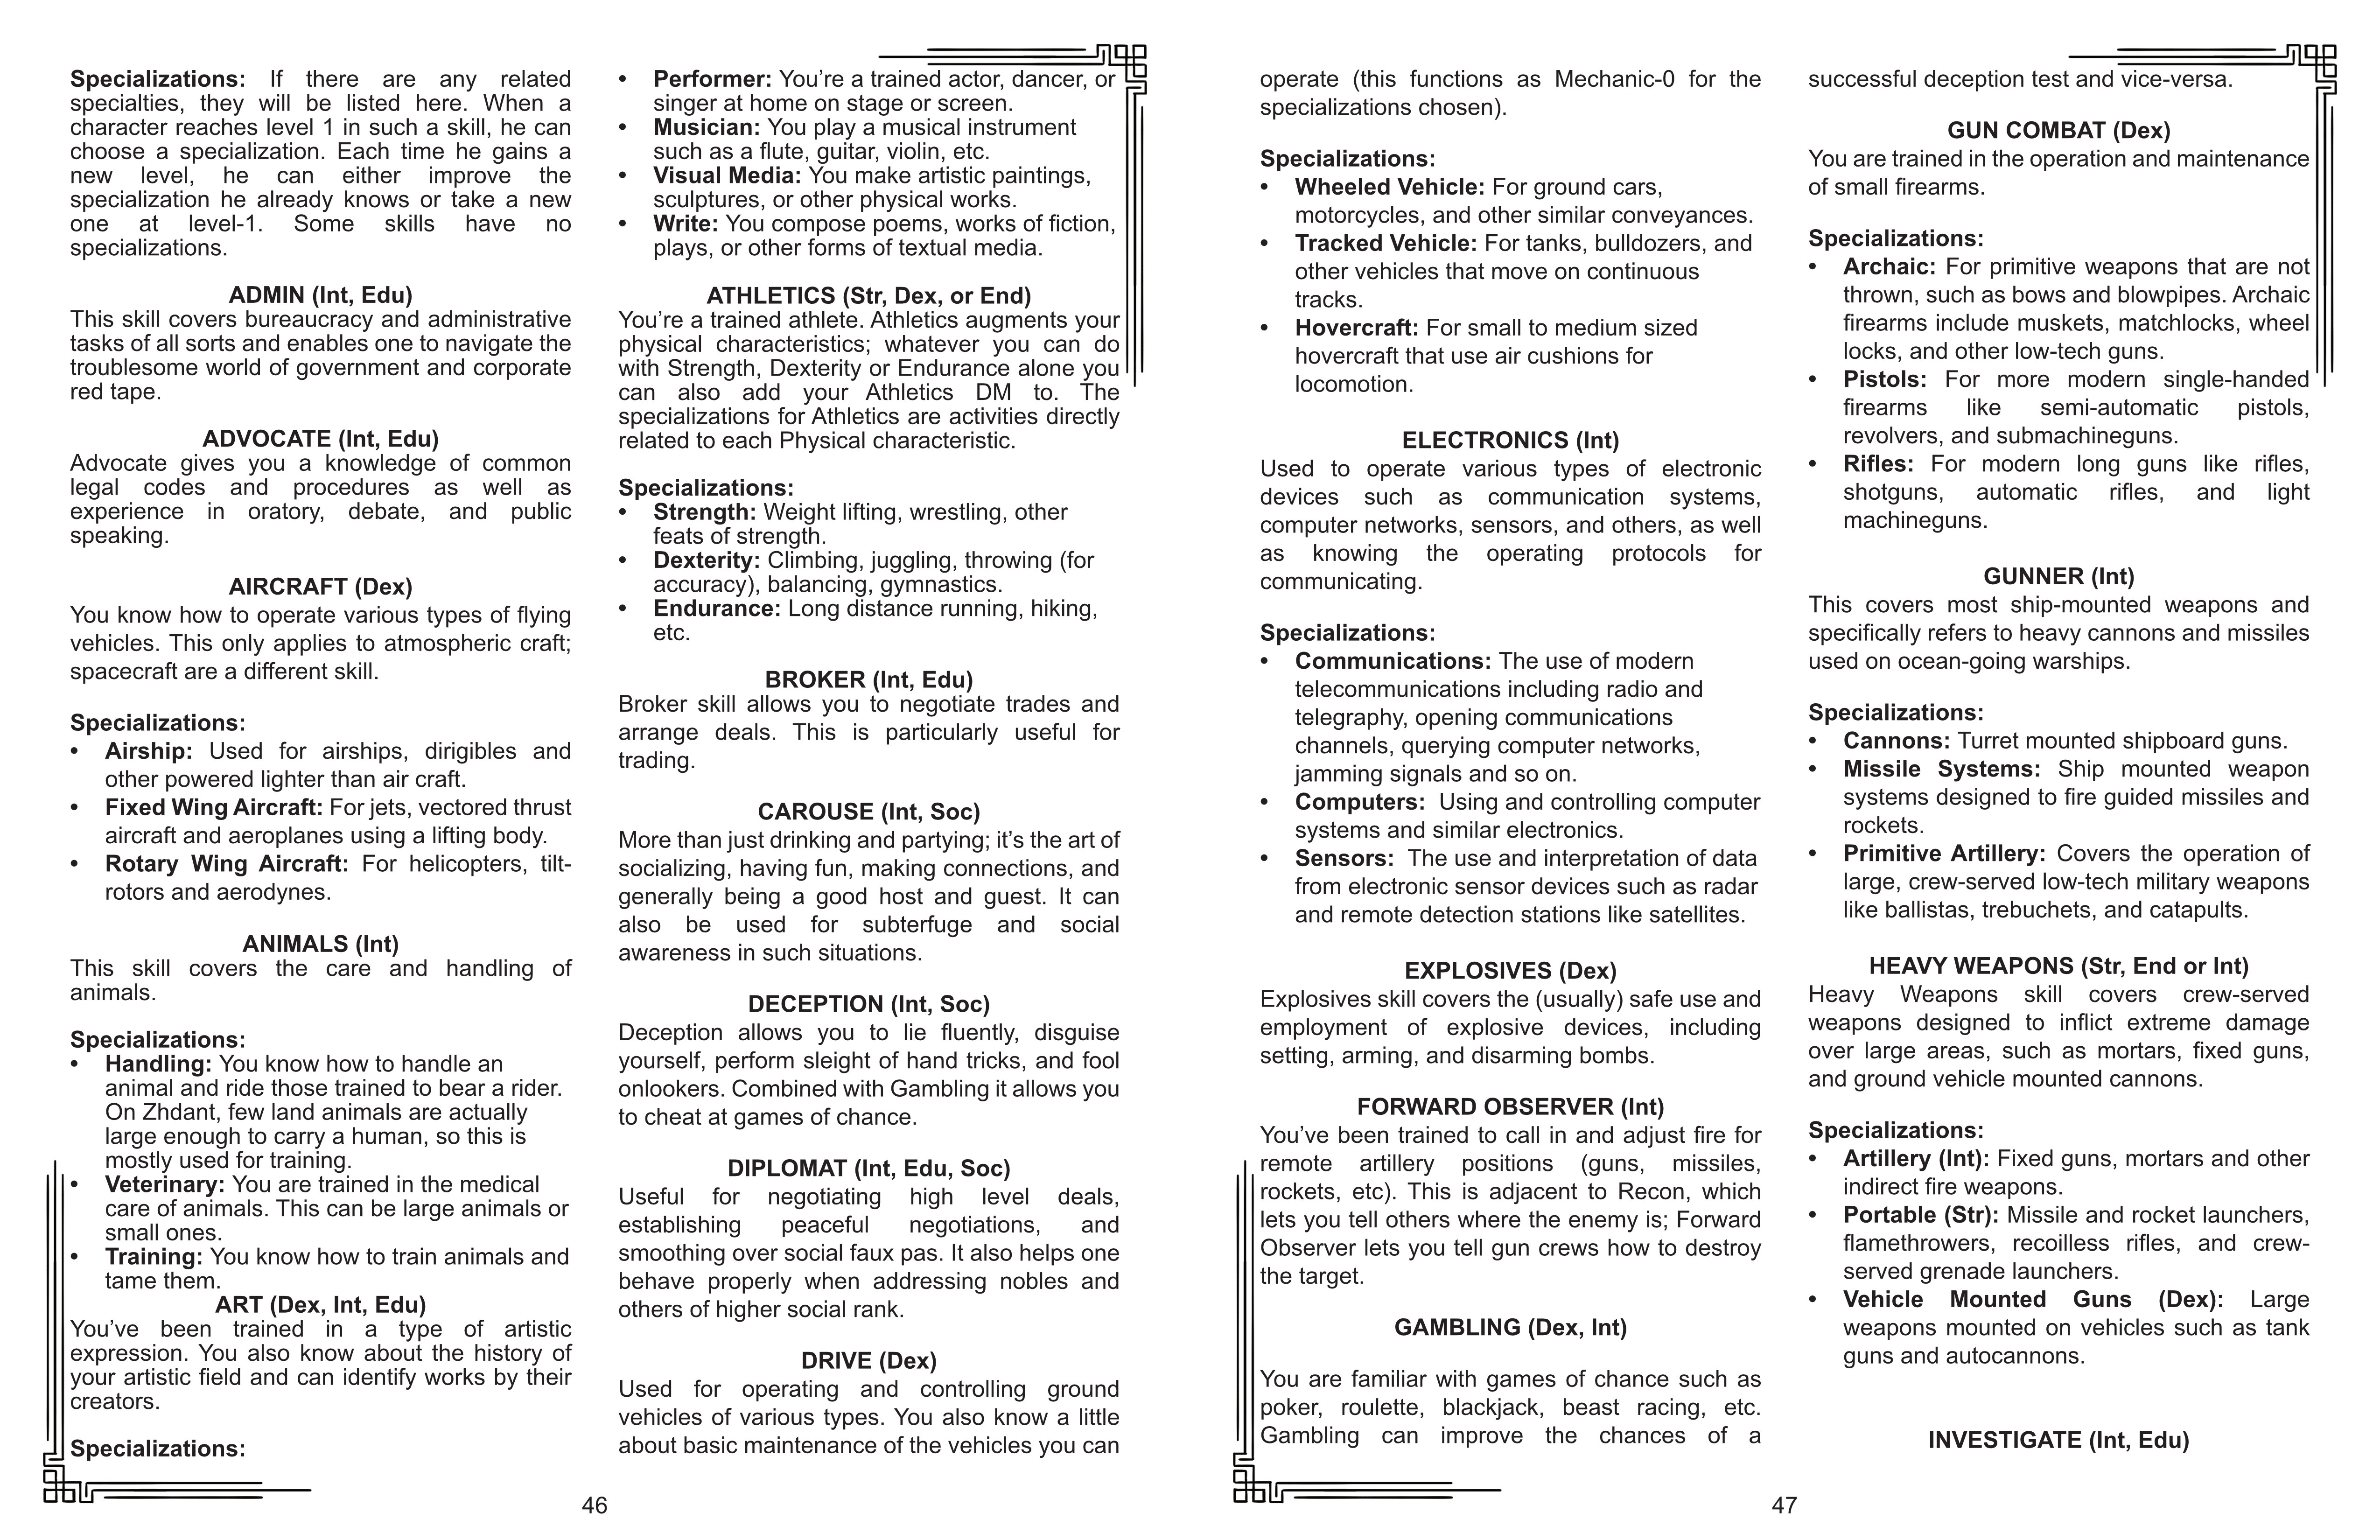 Specializations: If there are any related
specialties, they will be listed here. When a
character reaches level 1 in such a skill, he can
choose a specialization. Each time he gains a
new level, he can either improve the
specialization he already knows or take a new
one at level-1. Some skills have no
specializations.
ADMIN (Int, Edu)
This skill covers bureaucracy and administrative
tasks of all sorts and enables one to navigate the
troublesome world of government and corporate
red tape.
ADVOCATE (Int, Edu)
Advocate gives you a knowledge of common
legal codes and procedures as well as
experience in oratory, debate, and public
speaking.
AIRCRAFT (Dex)
You know how to operate various types of flying
vehicles. This only applies to atmospheric craft;
spacecraft are a different skill.
Specializations:
• Airship: Used for airships, dirigibles and
other powered lighter than air craft.
• Fixed Wing Aircraft: For jets, vectored thrust
aircraft and aeroplanes using a lifting body.
• Rotary Wing Aircraft: For helicopters, tilt-
rotors and aerodynes.
ANIMALS (Int)
This skill covers the care and handling of
animals.
Specializations:
• Handling: You know how to handle an
animal and ride those trained to bear a rider.
On Zhdant, few land animals are actually
large enough to carry a human, so this is
mostly used for training.
• Veterinary: You are trained in the medical
care of animals. This can be large animals or
small ones.
• Training: You know how to train animals and
tame them.
ART (Dex, Int, Edu)
You've been trained in a type of artistic
expression. You also know about the history of
your artistic field and can identify works by their
creators.
Specializations:
• Performer: You're a trained actor, dancer, or
singer at home on stage or screen.
• Musician: You play a musical instrument
such as a flute, guitar, violin, etc.
• Visual Media: You make artistic paintings,
sculptures, or other physical works.
• Write: You compose poems, works of fiction,
plays, or other forms of textual media.
ATHLETICS (Str, Dex, or End)
You're a trained athlete. Athletics augments your
physical characteristics; whatever you can do
with Strength, Dexterity or Endurance alone you
can also add your Athletics DM to. The
specializations for Athletics are activities directly
related to each Physical characteristic.
Specializations:
• Strength: Weight lifting, wrestling, other
feats of strength.
• Dexterity: Climbing, juggling, throwing (for
accuracy), balancing, gymnastics.
• Endurance: Long distance running, hiking,
etc.
BROKER (Int, Edu)
Broker skill allows you to negotiate trades and
arrange deals. This is particularly useful for
trading.
CAROUSE (Int, Soc)
More than just drinking and partying; it's the art of
socializing, having fun, making connections, and
generally being a good host and guest. It can
also be used for subterfuge and social
awareness in such situations.
DECEPTION (Int, Soc)
Deception allows you to lie fluently, disguise
yourself, perform sleight of hand tricks, and fool
onlookers. Combined with Gambling it allows you
to cheat at games of chance.
DIPLOMAT (Int, Edu, Soc)
Useful for negotiating high level deals,
establishing peaceful negotiations, and
smoothing over social faux pas. It also helps one
behave properly when addressing nobles and
others of higher social rank.
DRIVE (Dex)
Used for operating and controlling ground
vehicles of various types. You also know a little
about basic maintenance of the vehicles you can
46
operate (this functions as Mechanic-0 for the
specializations chosen).
Specializations:
• Wheeled Vehicle: For ground cars,
motorcycles, and other similar conveyances.
• Tracked Vehicle: For tanks, bulldozers, and
other vehicles that move on continuous
tracks.
• Hovercraft: For small to medium sized
hovercraft that use air cushions for
locomotion.
ELECTRONICS (Int)
Used to operate various types of electronic
devices such as communication systems,
computer networks, sensors, and others, as well
as knowing the operating protocols for
communicating.
Specializations:
• Communications: The use of modern
telecommunications including radio and
telegraphy, opening communications
channels, querying computer networks,
jamming signals and so on.
• Computers: Using and controlling computer
systems and similar electronics.
• Sensors: The use and interpretation of data
from electronic sensor devices such as radar
and remote detection stations like satellites.
EXPLOSIVES (Dex)
Explosives skill covers the (usually) safe use and
employment of explosive devices, including
setting, arming, and disarming bombs.
FORWARD OBSERVER (Int)
You've been trained to call in and adjust fire for
remote artillery positions (guns, missiles,
rockets, etc). This is adjacent to Recon, which
lets you tell others where the enemy is; Forward
Observer lets you tell gun crews how to destroy
the target.
GAMBLING (Dex, Int)
You are familiar with games of chance such as
poker, roulette, blackjack, beast racing, etc.
Gambling can improve the chances of a
successful deception test and vice-versa.
GUN COMBAT (Dex)
You are trained in the operation and maintenance
of small firearms.
Specializations:
• Archaic: For primitive weapons that are not
thrown, such as bows and blowpipes. Archaic
firearms include muskets, matchlocks, wheel
locks, and other low-tech guns.
• Pistols: For more modern single-handed
firearms like semi-automatic pistols,
revolvers, and submachineguns.
• Rifles: For modern long guns like rifles,
shotguns, automatic rifles, and light
machineguns.
GUNNER (Int)
This covers most ship-mounted weapons and
specifically refers to heavy cannons and missiles
used on ocean-going warships.
Specializations:
• Cannons: Turret mounted shipboard guns.
• Missile Systems: Ship mounted weapon
systems designed to fire guided missiles and
rockets.
• Primitive Artillery: Covers the operation of
large, crew-served low-tech military weapons
like ballistas, trebuchets, and catapults.
HEAVY WEAPONS (Str, End or Int)
Heavy Weapons skill covers crew-served
weapons designed to inflict extreme damage
over large areas, such as mortars, fixed guns,
and ground vehicle mounted cannons.
Specializations:
• Artillery (Int): Fixed guns, mortars and other
indirect fire weapons.
• Portable (Str): Missile and rocket launchers,
flamethrowers, recoilless rifles, and crew-
served grenade launchers.
• Vehicle Mounted Guns (Dex): Large
weapons mounted on vehicles such as tank
guns and autocannons.
INVESTIGATE (Int, Edu)
47